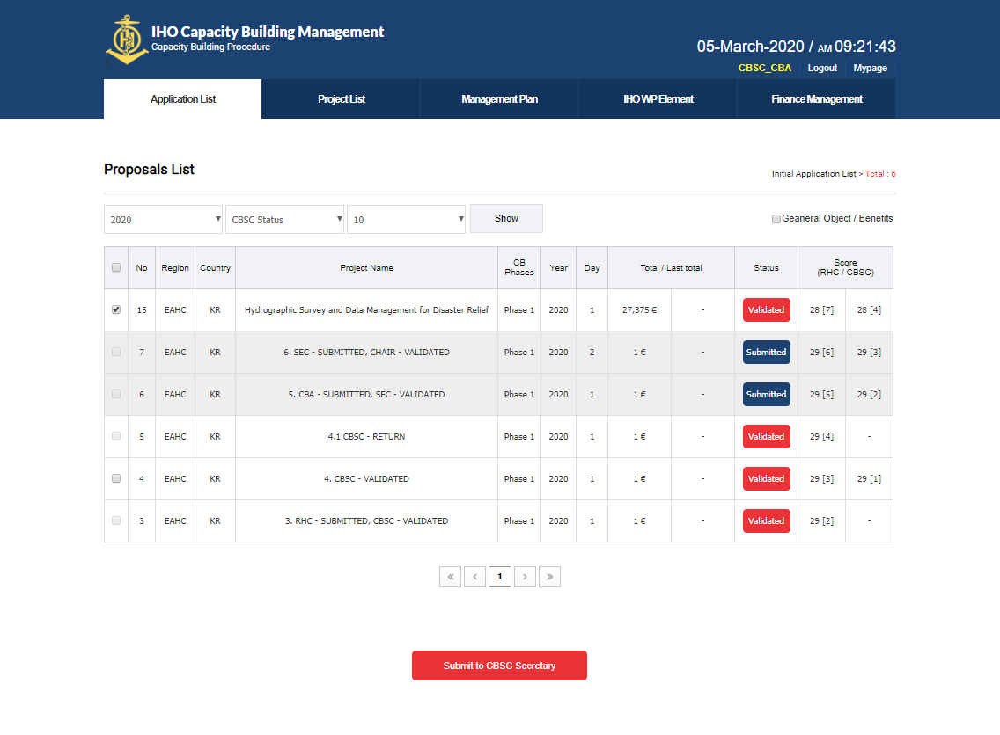 IHO Capacity Building Management
Capacity Building Procedure
05-March-2020 / AM 09:21:43
CBSC_CBA Logout Mypage
Application List Project List Management Plan IHO WP Element Finance Management
Proposals List
Initial Application List > Total : 6
2020 CBSC Status 10 Show Geaneral Object / Benefits
No Region Country Project Name CB Phases Year Day Total / Last total Status Score (RHC / CBSC)
15 EAHC KR Hydrographic Survey and Data Management for Disaster Relief Phase 1 2020 1 27,375 € - Validated 28 [7] 28 [4]
7 EAHC KR 6. SEC - SUBMITTED, CHAIR - VALIDATED Phase 1 2020 2 1 € - Submitted 29 [6] 29 [3]
6 EAHC KR 5. CBA - SUBMITTED, SEC - VALIDATED Phase 1 2020 1 1 € - Submitted 29 [5] 29 [2]
5 EAHC KR 4.1 CBSC - RETURN Phase 1 2020 1 1 € - Validated 29 [4] -
4 EAHC KR 4. CBSC - VALIDATED Phase 1 2020 1 1 € - Validated 29 [3] 29 [1]
3 EAHC KR 3. RHC - SUBMITTED, CBSC - VALIDATED Phase 1 2020 1 1 € - Validated 29 [2] -
« < 1 > »
Submit to CBSC Secretary